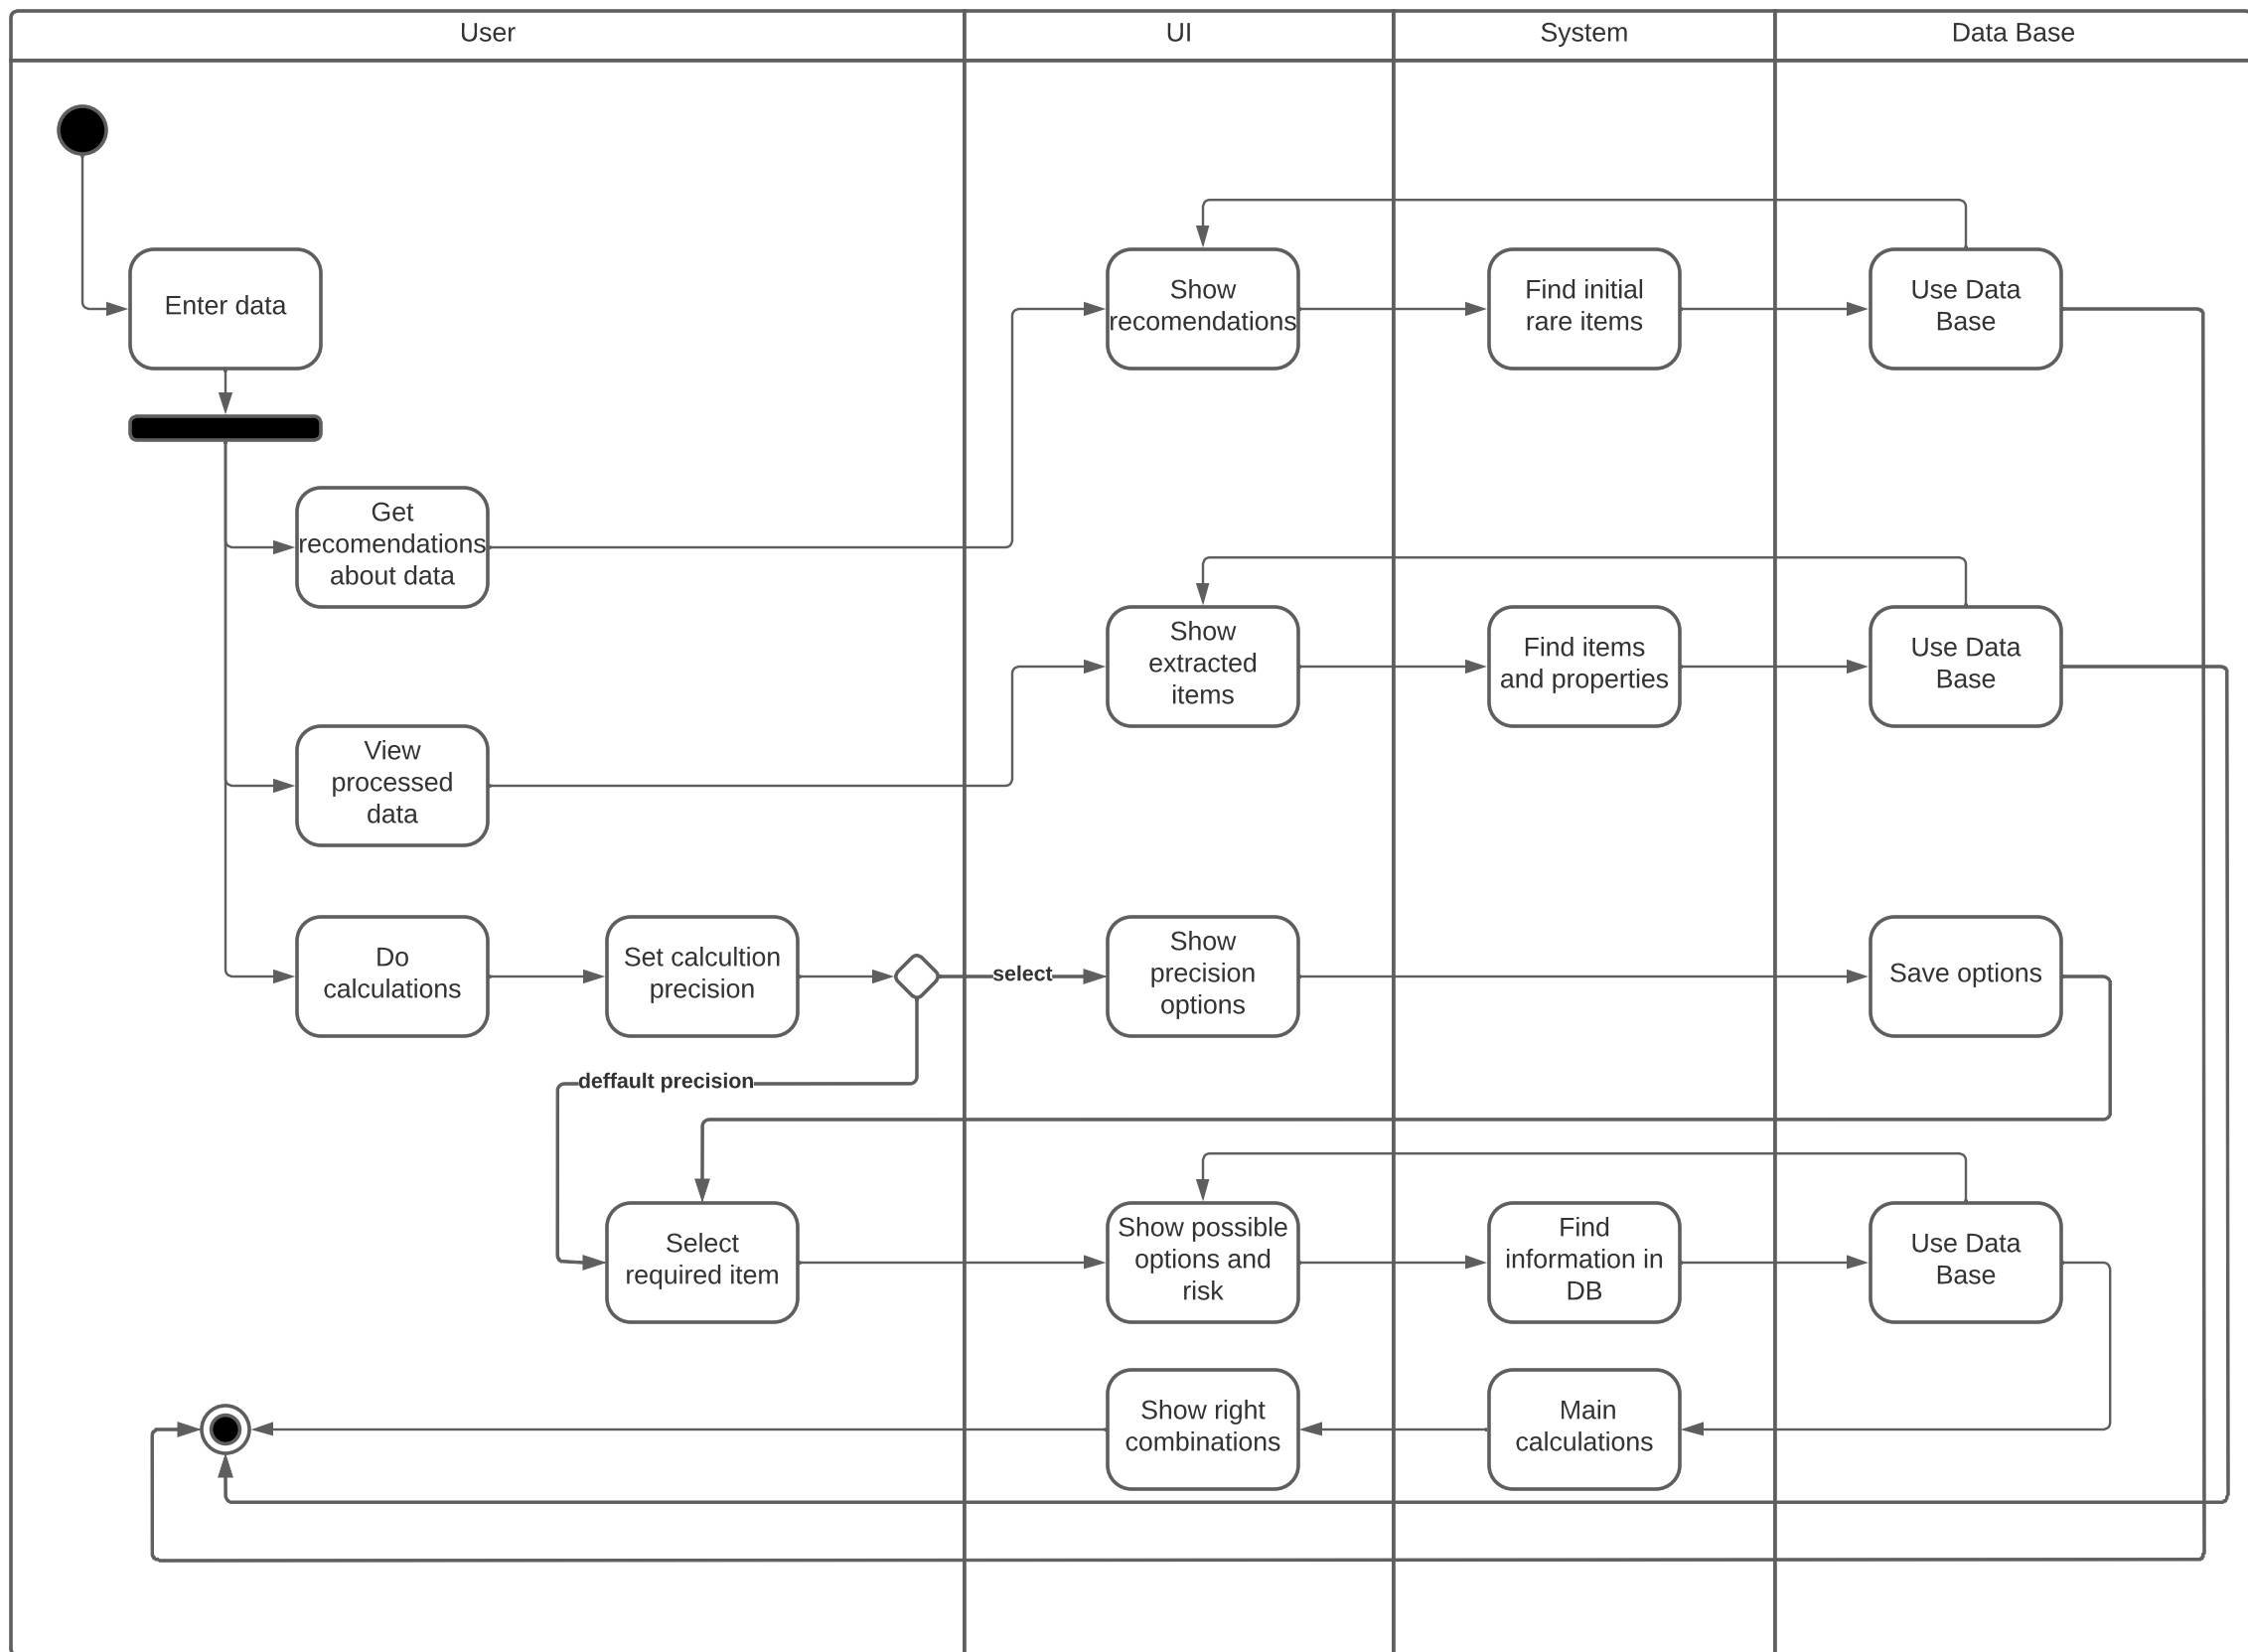 User
UI
System
Data Base
Enter data
Show
recomendations
Find initial
rare items
Use Data
Base
Get
recomendations
about data
Show
extracted
items
Find items
and properties
Use Data
Base
View
processed
data
Do
calculations
Set calcultion
precision
select
Show
precision
options
Save options
deffault precision
Select
required item
Show possible
options and
risk
Find
information in
DB
Use Data
Base
Show right
combinations
Main
calculations